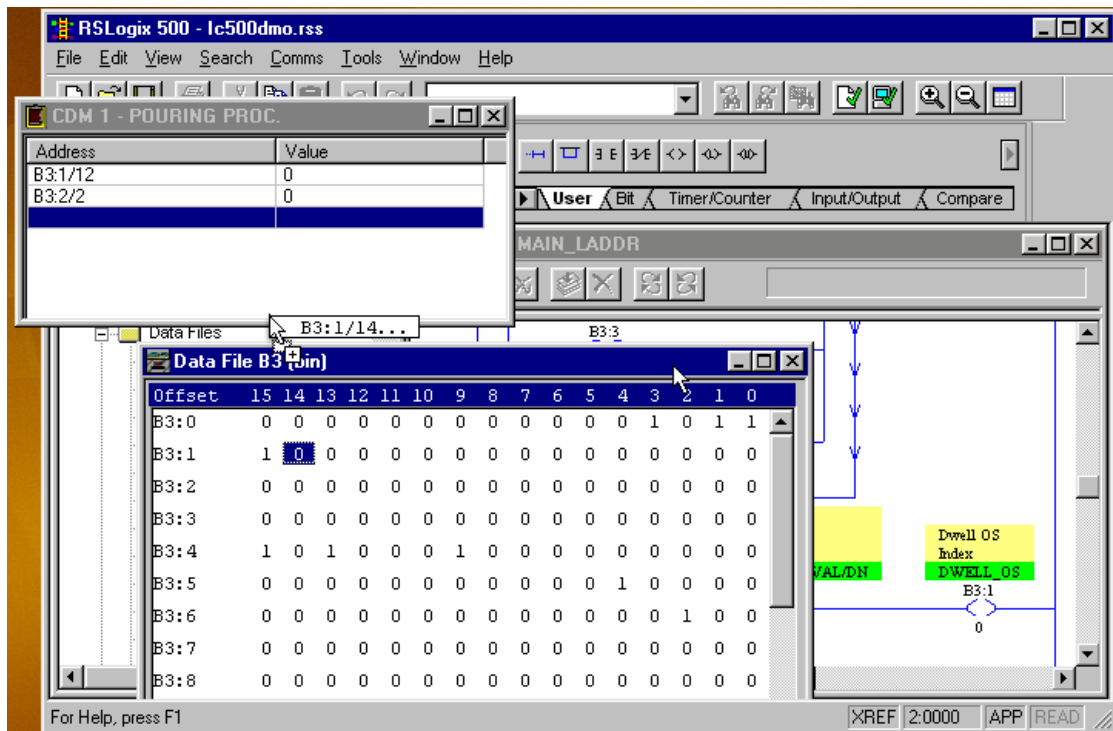 RSLogix 500 - lc500dmo.rss
File Edit View Search Comms Tools Window Help
CDM 1 - POURING PROC.
Address Value
B3:1/12 0
B3:2/2 0
User Bit Timer/Counter Input/Output Compare
MAIN_LADDR
Data Files
B3:1/14...
B3:3
Data File B3 (bin)
Offset 15 14 13 12 11 10 9 8 7 6 5 4 3 2 1 0
B3:0 0 0 0 0 0 0 0 0 0 0 0 0 1 0 1 1
B3:1 1 0 0 0 0 0 0 0 0 0 0 0 0 0 0 0
B3:2 0 0 0 0 0 0 0 0 0 0 0 0 0 0 0 0
B3:3 0 0 0 0 0 0 0 0 0 0 0 0 0 0 0 0
B3:4 1 0 1 0 0 0 1 0 0 0 0 0 0 0 0 0
B3:5 0 0 0 0 0 0 0 0 0 0 0 1 0 0 0 0
B3:6 0 0 0 0 0 0 0 0 0 0 0 0 0 1 0 0
B3:7 0 0 0 0 0 0 0 0 0 0 0 0 0 0 0 0
B3:8 0 0 0 0 0 0 0 0 0 0 0 0 0 0 0 0
VAL/DN
Dwell OS
Index
DWELL_OS
B3:1
0
For Help, press F1
XREF 2:0000 APP READ